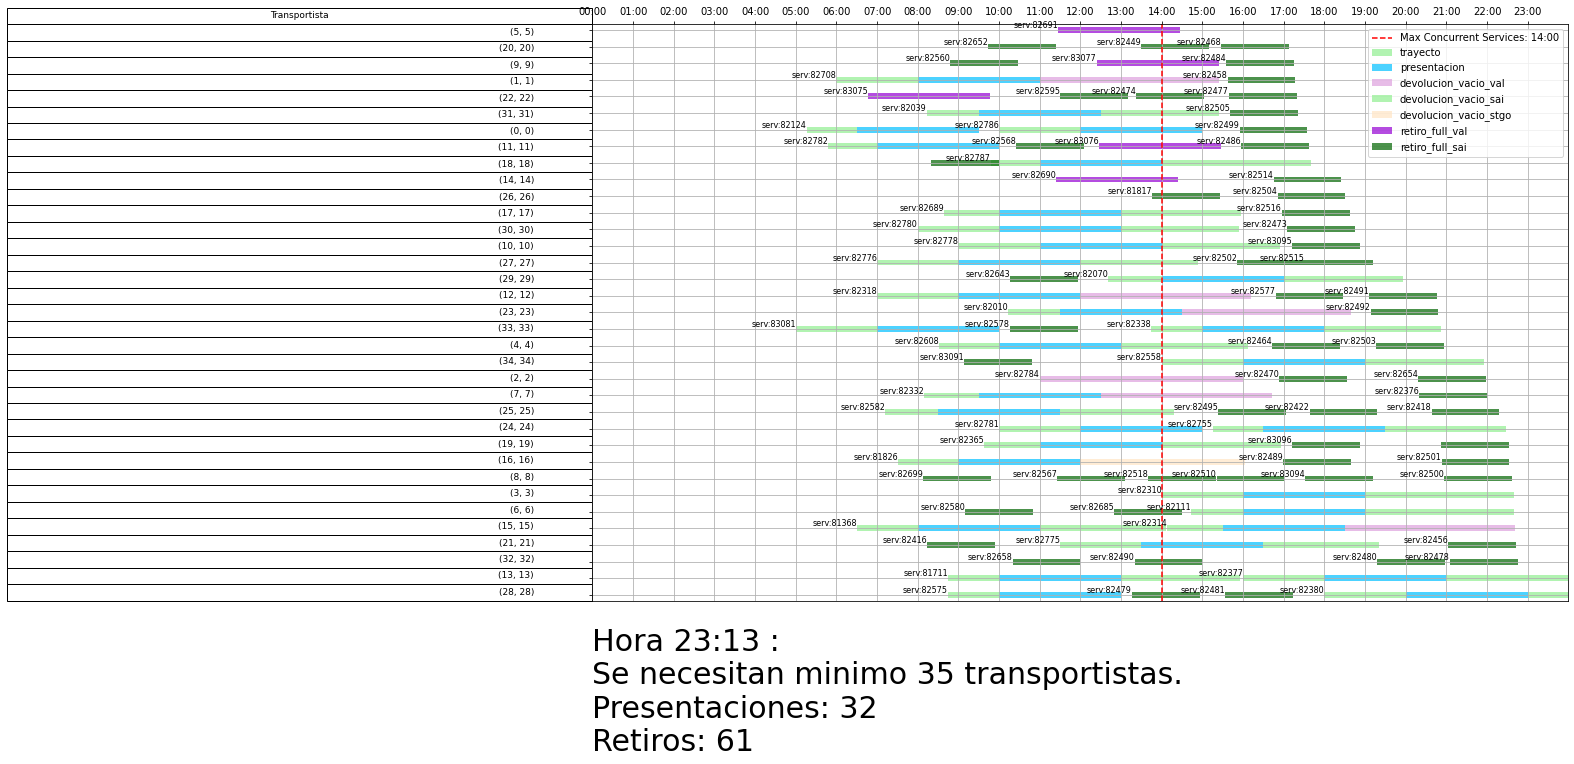 Transportista
00:00 01:00 02:00 03:00 04:00 05:00 06:00 07:00 08:00 09:00 10:00 11:00 12:00 13:00 14:00 15:00 16:00 17:00 18:00 19:00 20:00 21:00 22:00 23:00
(5, 5) serv:82691
(20, 20) serv:82652 serv:82449 serv:82468
(9, 9) serv:82560 serv:83077 serv:82484
(1, 1) serv:82708 serv:82458
(22, 22) serv:83075 serv:82595 serv:82474 serv:82477
(31, 31) serv:82039 serv:82505
(0, 0) serv:82124 serv:82786 serv:82499
(11, 11) serv:82782 serv:82568 serv:83076 serv:82486
(18, 18) serv:82787
(14, 14) serv:82690 serv:82514
(26, 26) serv:81817 serv:82504
(17, 17) serv:82689 serv:82516
(30, 30) serv:82780 serv:82473
(10, 10) serv:82778 serv:83095
(27, 27) serv:82776 serv:82502 serv:82515
(29, 29) serv:82643 serv:82070
(12, 12) serv:82318 serv:82577 serv:82491
(23, 23) serv:82010 serv:82492
(33, 33) serv:83081 serv:82578 serv:82338
(4, 4) serv:82608 serv:82464 serv:82503
(34, 34) serv:83091 serv:82558
(2, 2) serv:82784 serv:82470 serv:82654
(7, 7) serv:82332 serv:82376
(25, 25) serv:82582 serv:82495 serv:82422 serv:82418
(24, 24) serv:82781 serv:82755
(19, 19) serv:82365 serv:83096
(16, 16) serv:81826 serv:82489 serv:82501
(8, 8) serv:82699 serv:82567 serv:82518 serv:82510 serv:83094 serv:82500
(3, 3) serv:82310
(6, 6) serv:82580 serv:82685 serv:82111
(15, 15) serv:81368 serv:82314
(21, 21) serv:82416 serv:82775 serv:82456
(32, 32) serv:82658 serv:82490 serv:82480 serv:82478
(13, 13) serv:81711 serv:82377
(28, 28) serv:82575 serv:82479 serv:82481 serv:82380
Max Concurrent Services: 14:00
trayecto
presentacion
devolucion_vacio_val
devolucion_vacio_sai
devolucion_vacio_stgo
retiro_full_val
retiro_full_sai
Hora 23:13 :
Se necesitan minimo 35 transportistas.
Presentaciones: 32
Retiros: 61